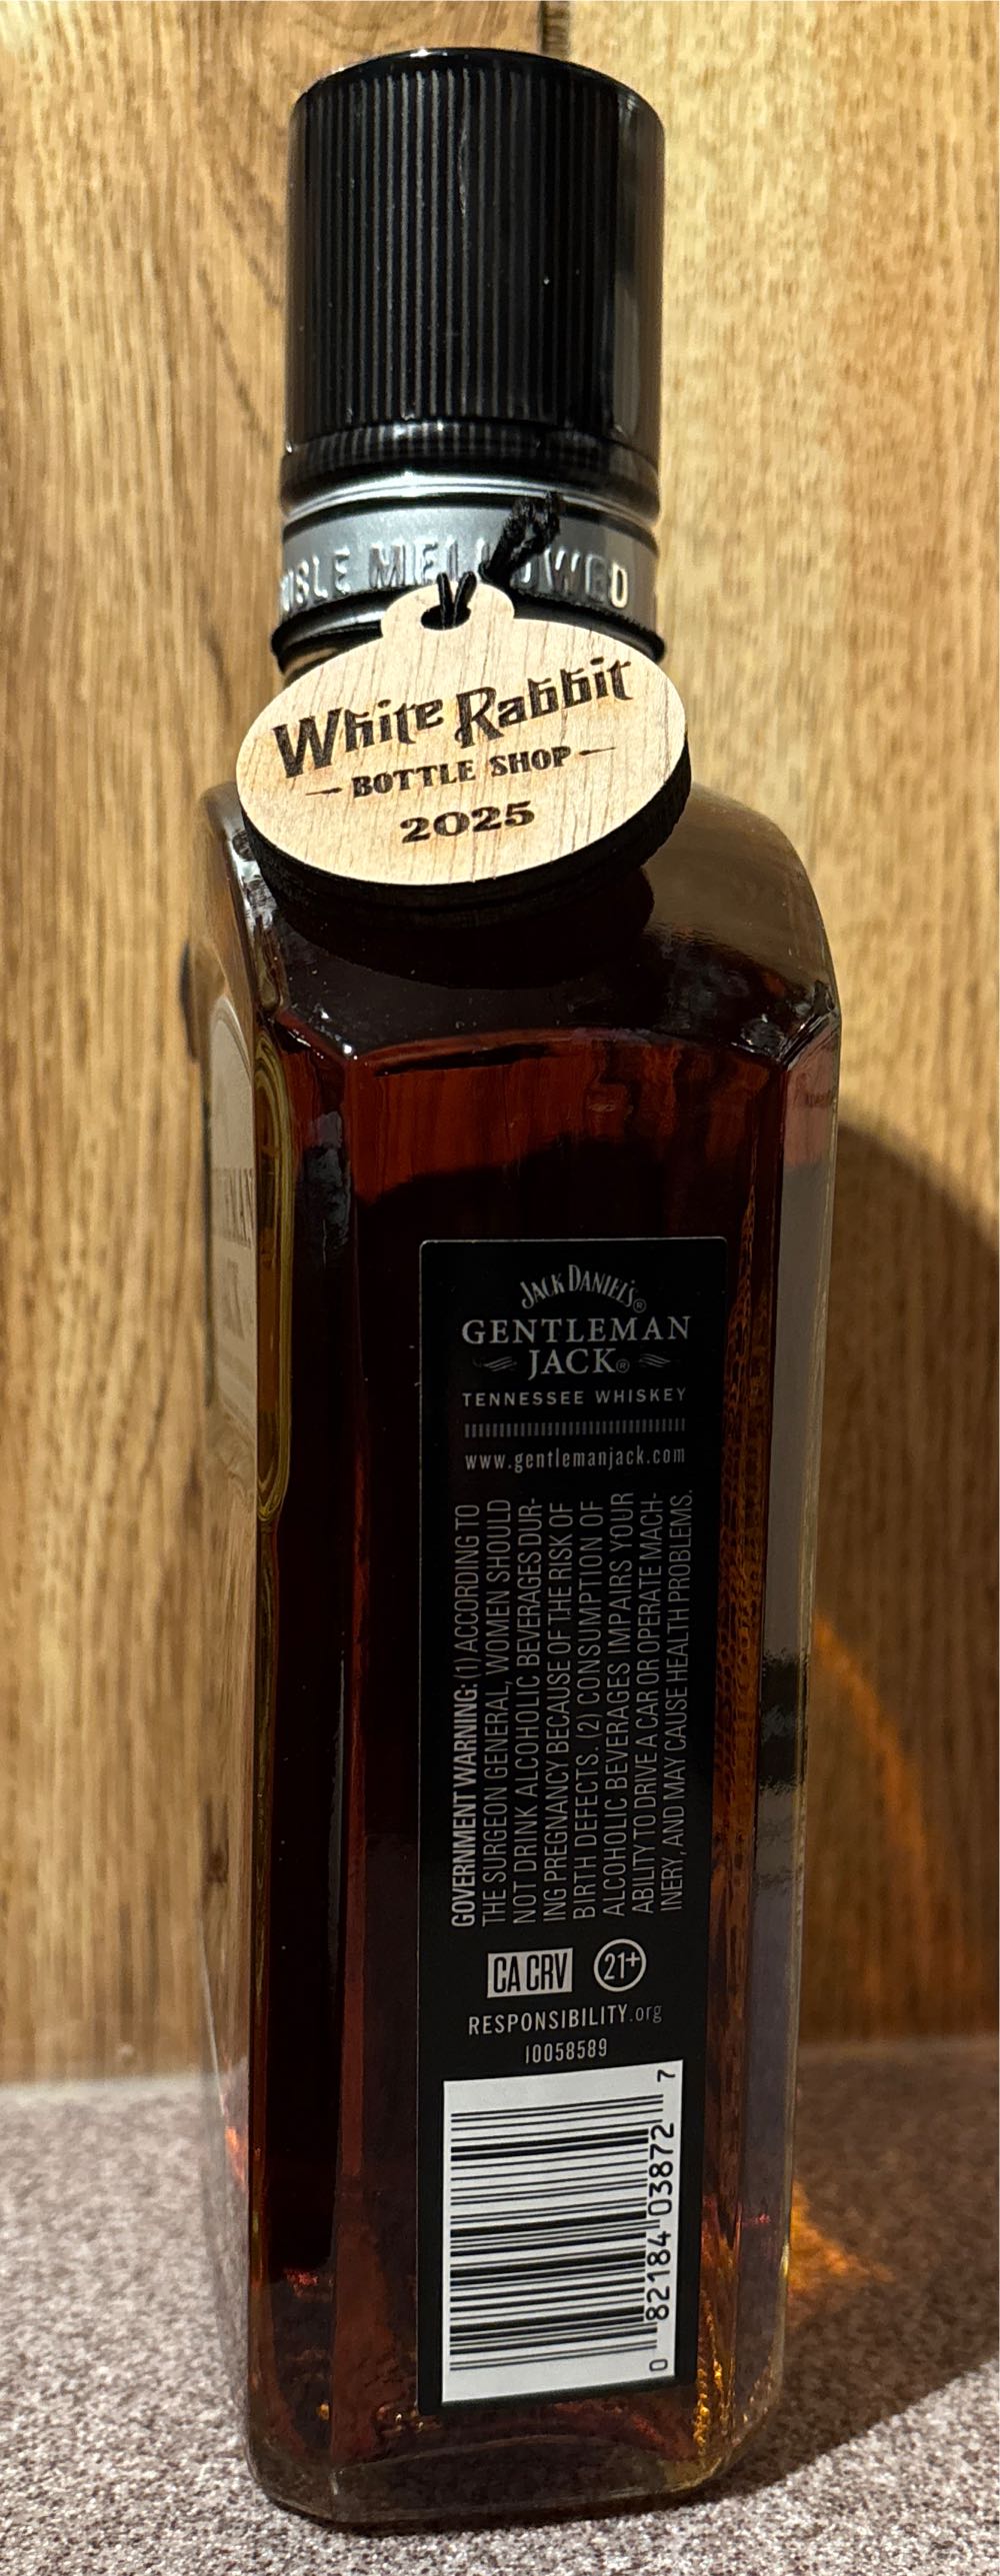 MELLOWED
White Rabbit
BOTTLE SHOP
2025
JACK DANIEL'S®
GENTLEMAN
JACK®
TENNESSEE WHISKEY
www.gentlemanjack.com
GOVERNMENT WARNING: (1) ACCORDING TO
THE SURGEON GENERAL, WOMEN SHOULD
NOT DRINK ALCOHOLIC BEVERAGES DUR-
ING PREGNANCY BECAUSE OF THE RISK OF
BIRTH DEFECTS. (2) CONSUMPTION OF
ALCOHOLIC BEVERAGES IMPAIRS YOUR
ABILITY TO DRIVE A CAR OR OPERATE MACH-
INERY, AND MAY CAUSE HEALTH PROBLEMS.
CA CRV 21+
RESPONSIBILITY.org
10058589
0 82184 03872 7